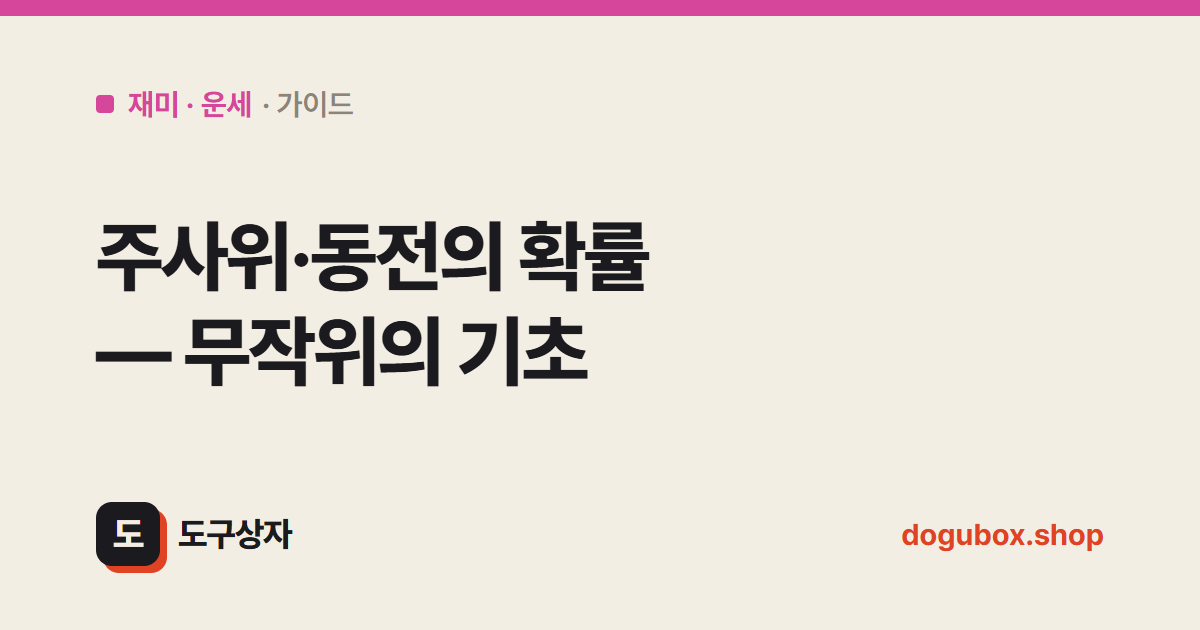 재미 · 운세 · 가이드
주사위·동전의 확률
— 무작위의 기초
도 도구상자
dogubox.shop